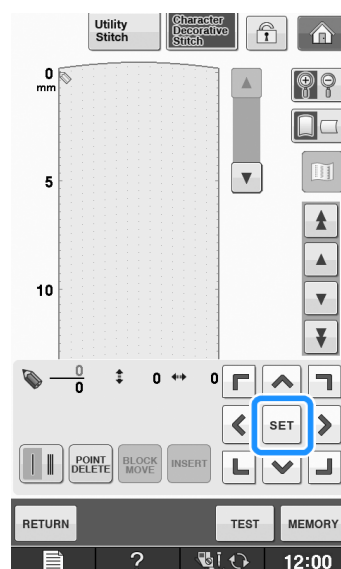 Utility
Stitch
Character
Decorative
Stitch
0
mm
5
10
0
0
0
0
SET
POINT
DELETE
BLOCK
MOVE
INSERT
RETURN
TEST
MEMORY
?
12:00